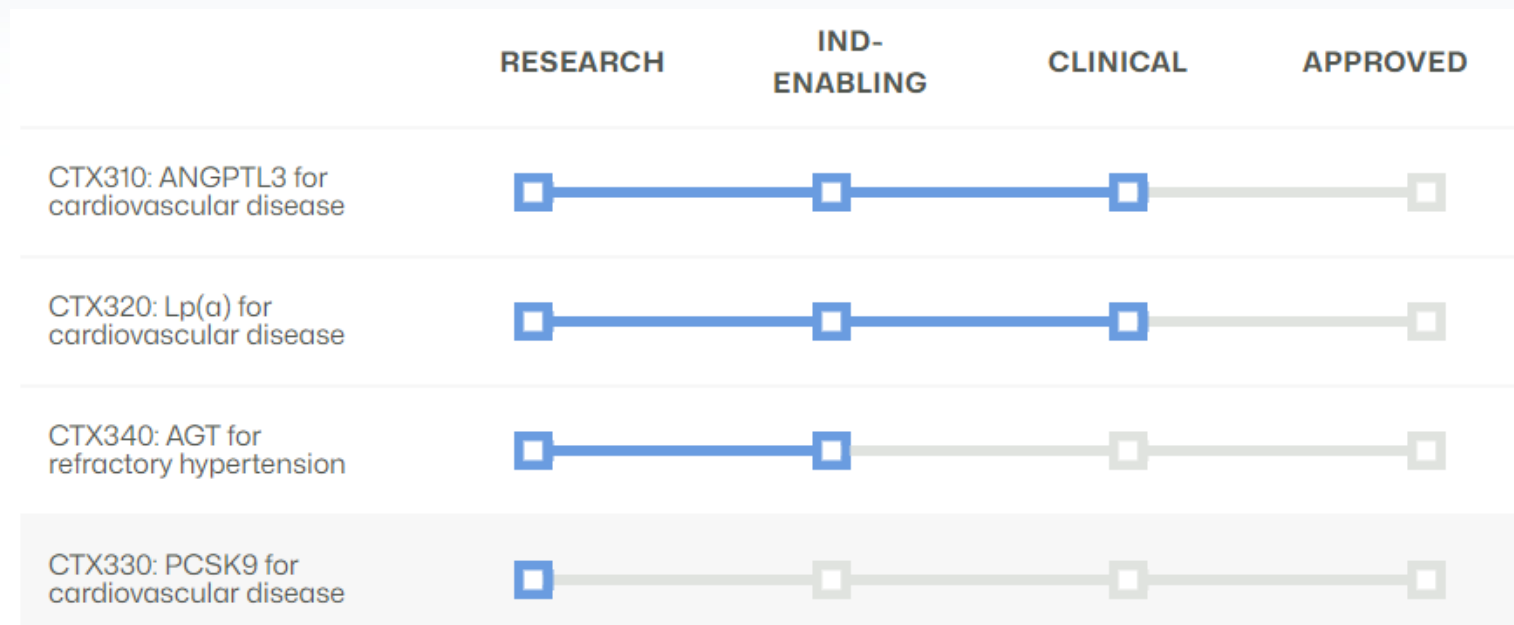 RESEARCH
IND-
ENABLING
CLINICAL
APPROVED
CTX310: ANGPTL3 for
cardiovascular disease
CTX320: Lp(a) for
cardiovascular disease
CTX340: AGT for
refractory hypertension
CTX330: PCSK9 for
cardiovascular disease